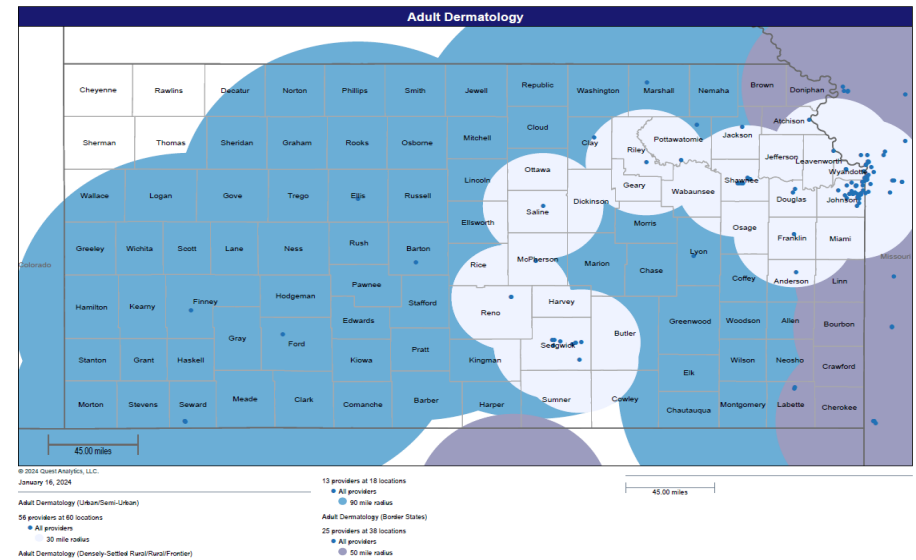 Adult Dermatology
Cheyenne Rawlins Decatur Norton Phillips Smith Jewell Republic Washington Marshall Nemaha Brown Doniphan
Atchison
Sherman Thomas Sheridan Graham Rooks Osborne Mitchell Cloud Clay Riley Pottawatomie Jackson
Jefferson Leavenworth
Wyandotte
Wallace Logan Gove Trego Ellis Russell Lincoln Ottawa Geary Wabaunsee Shawnee Douglas Johnson
Saline Dickinson
Ellsworth Morris Osage
Greeley Wichita Scott Lane Ness Rush Barton Lyon Franklin Miami
Colorado Rice McPherson Marion Chase Missouri
Pawnee Coffey Anderson Linn
Hamilton Kearny Finney Hodgeman Stafford Reno Harvey
Edwards Butler Greenwood Woodson Allen Bourbon
Gray Ford Sedgwick
Stanton Grant Haskell Kiowa Pratt Kingman Elk Wilson Neosho Crawford
Morton Stevens Seward Meade Clark Comanche Barber Harper Sumner Cowley Chautauqua Montgomery Labette Cherokee
45.00 miles
© 2024 Quest Analytics, LLC.
January 16, 2024
Adult Dermatology (Urban/Semi-Urban)
56 providers at 60 locations
All providers
30 mile radius
Adult Dermatology (Densely-Settled Rural/Rural/Frontier)
13 providers at 18 locations
All providers
90 mile radius
Adult Dermatology (Border States)
25 providers at 38 locations
All providers
50 mile radius
45.00 miles